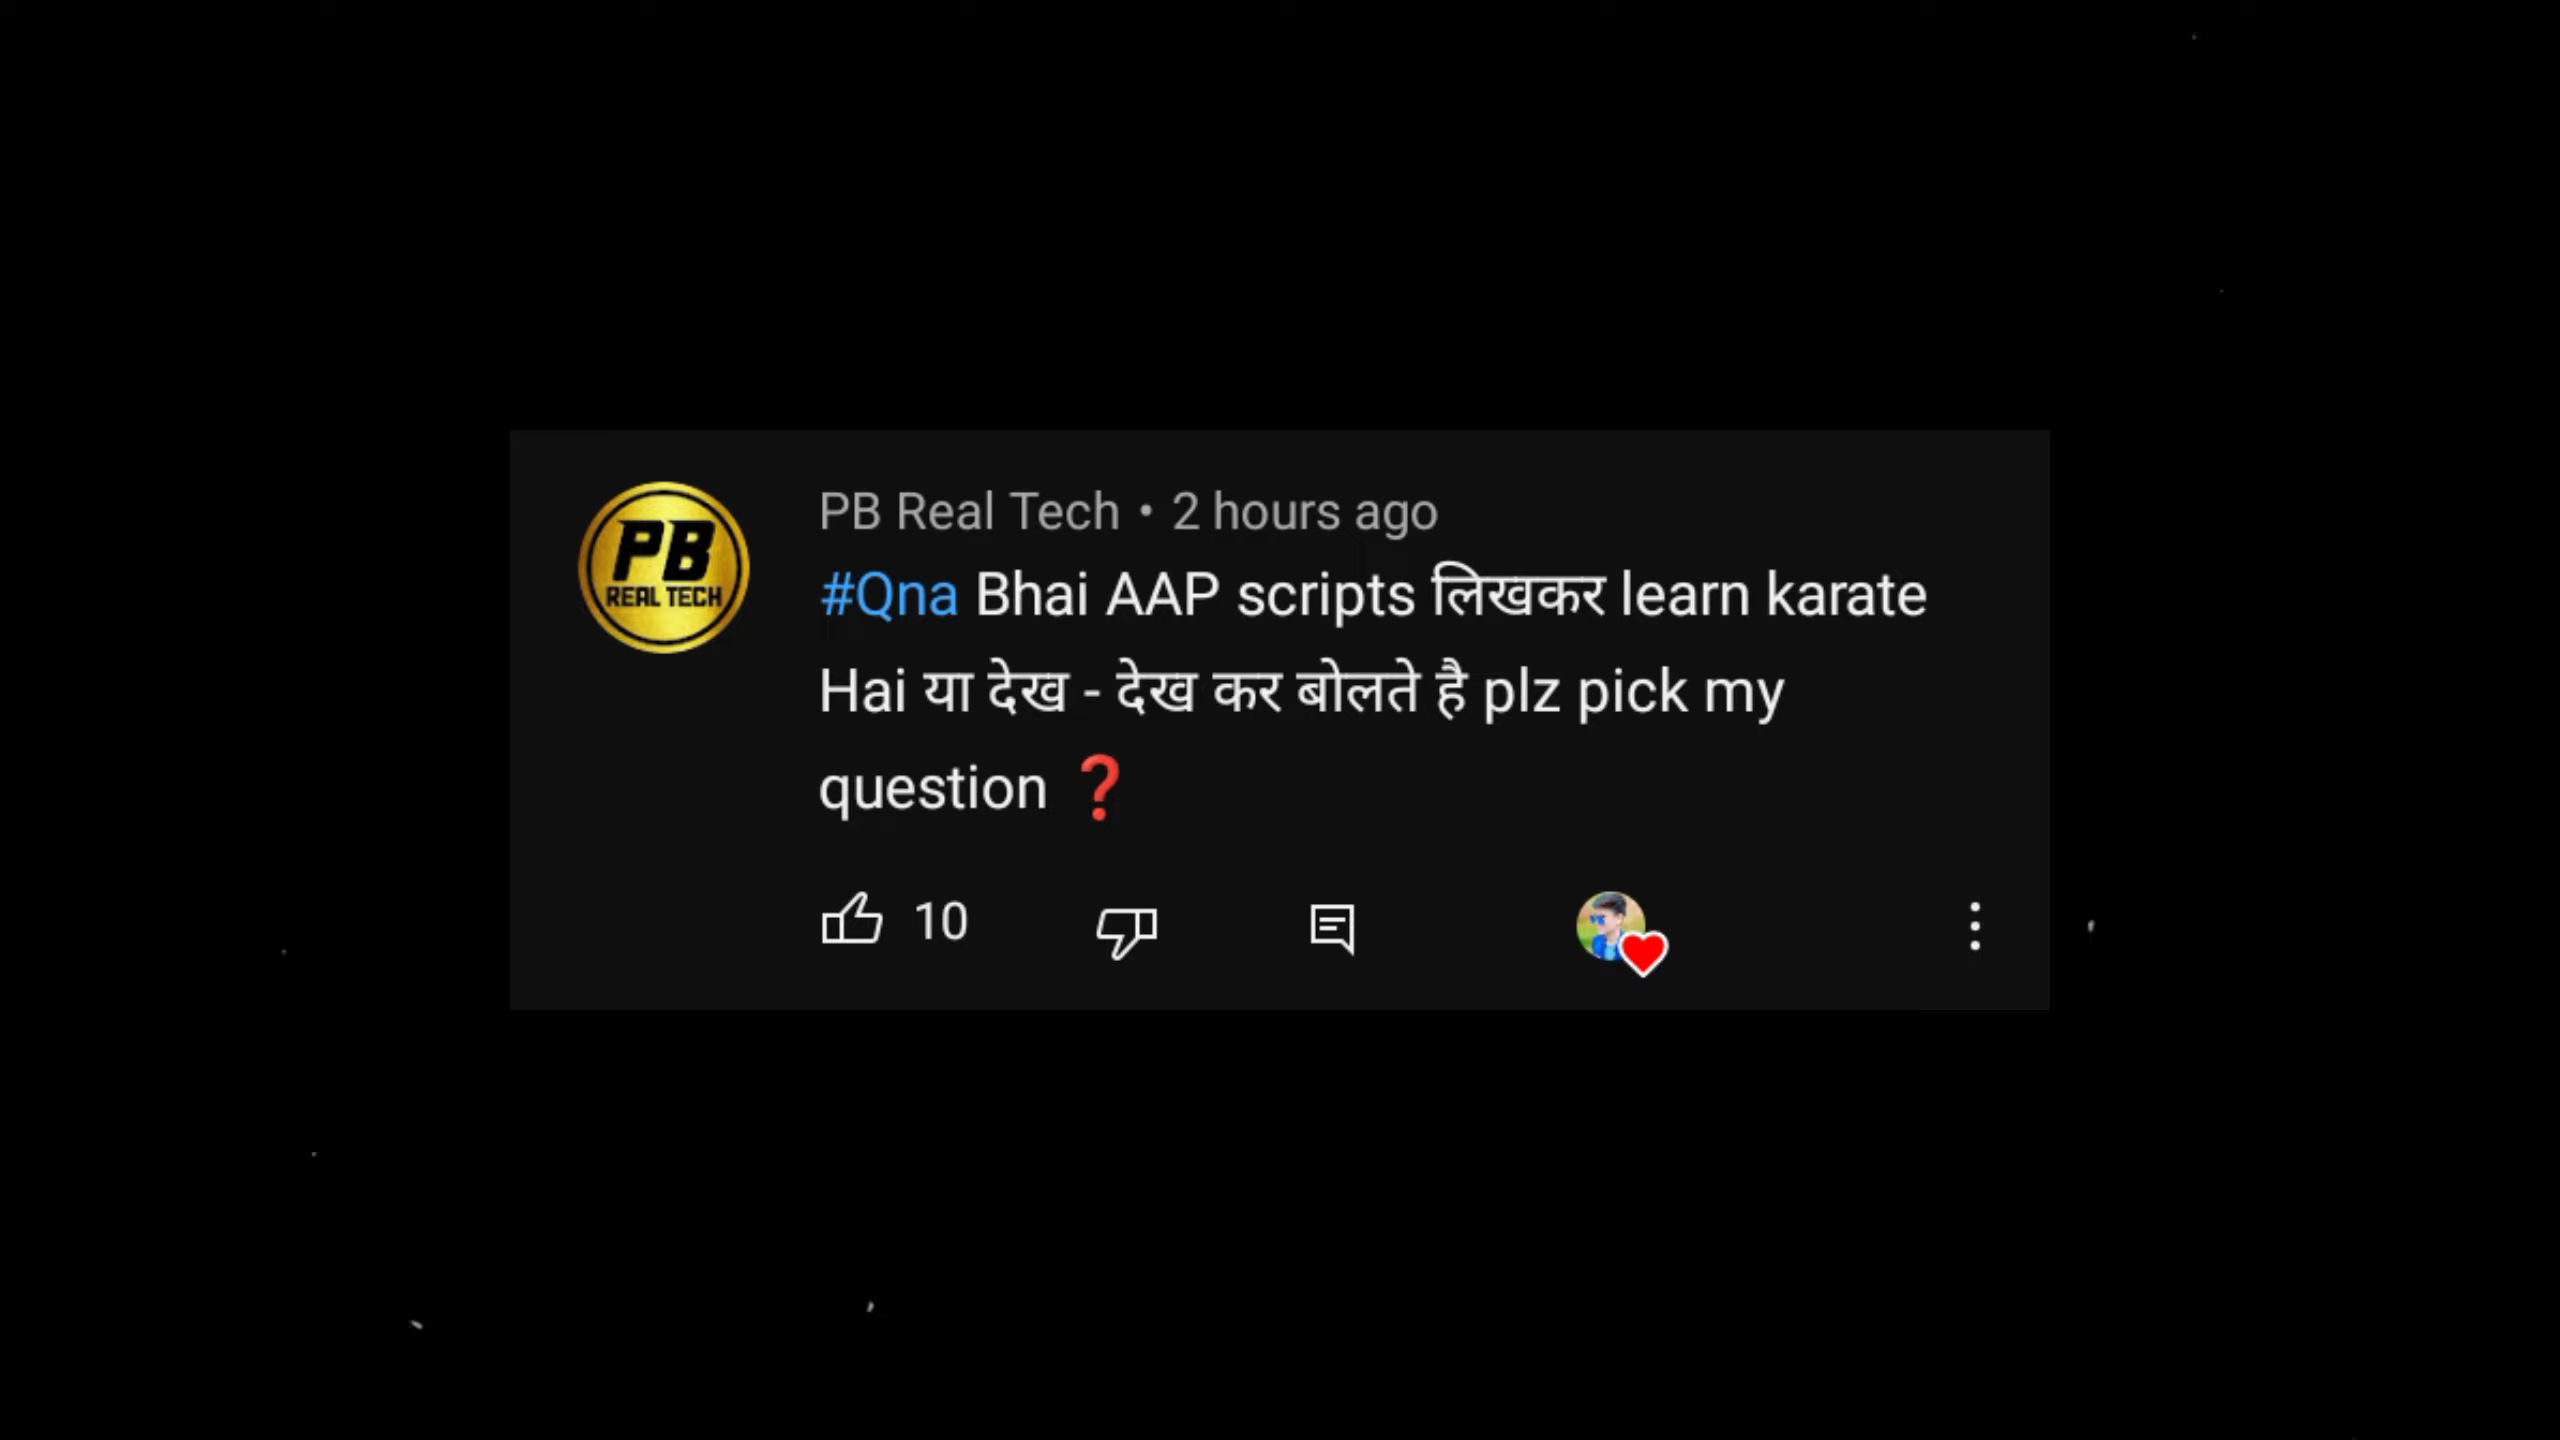 PB
REAL TECH
PB Real Tech • 2 hours ago
#Qna Bhai AAP scripts लिखकर learn karate
Hai या देख - देख कर बोलते है plz pick my
question ❓
10